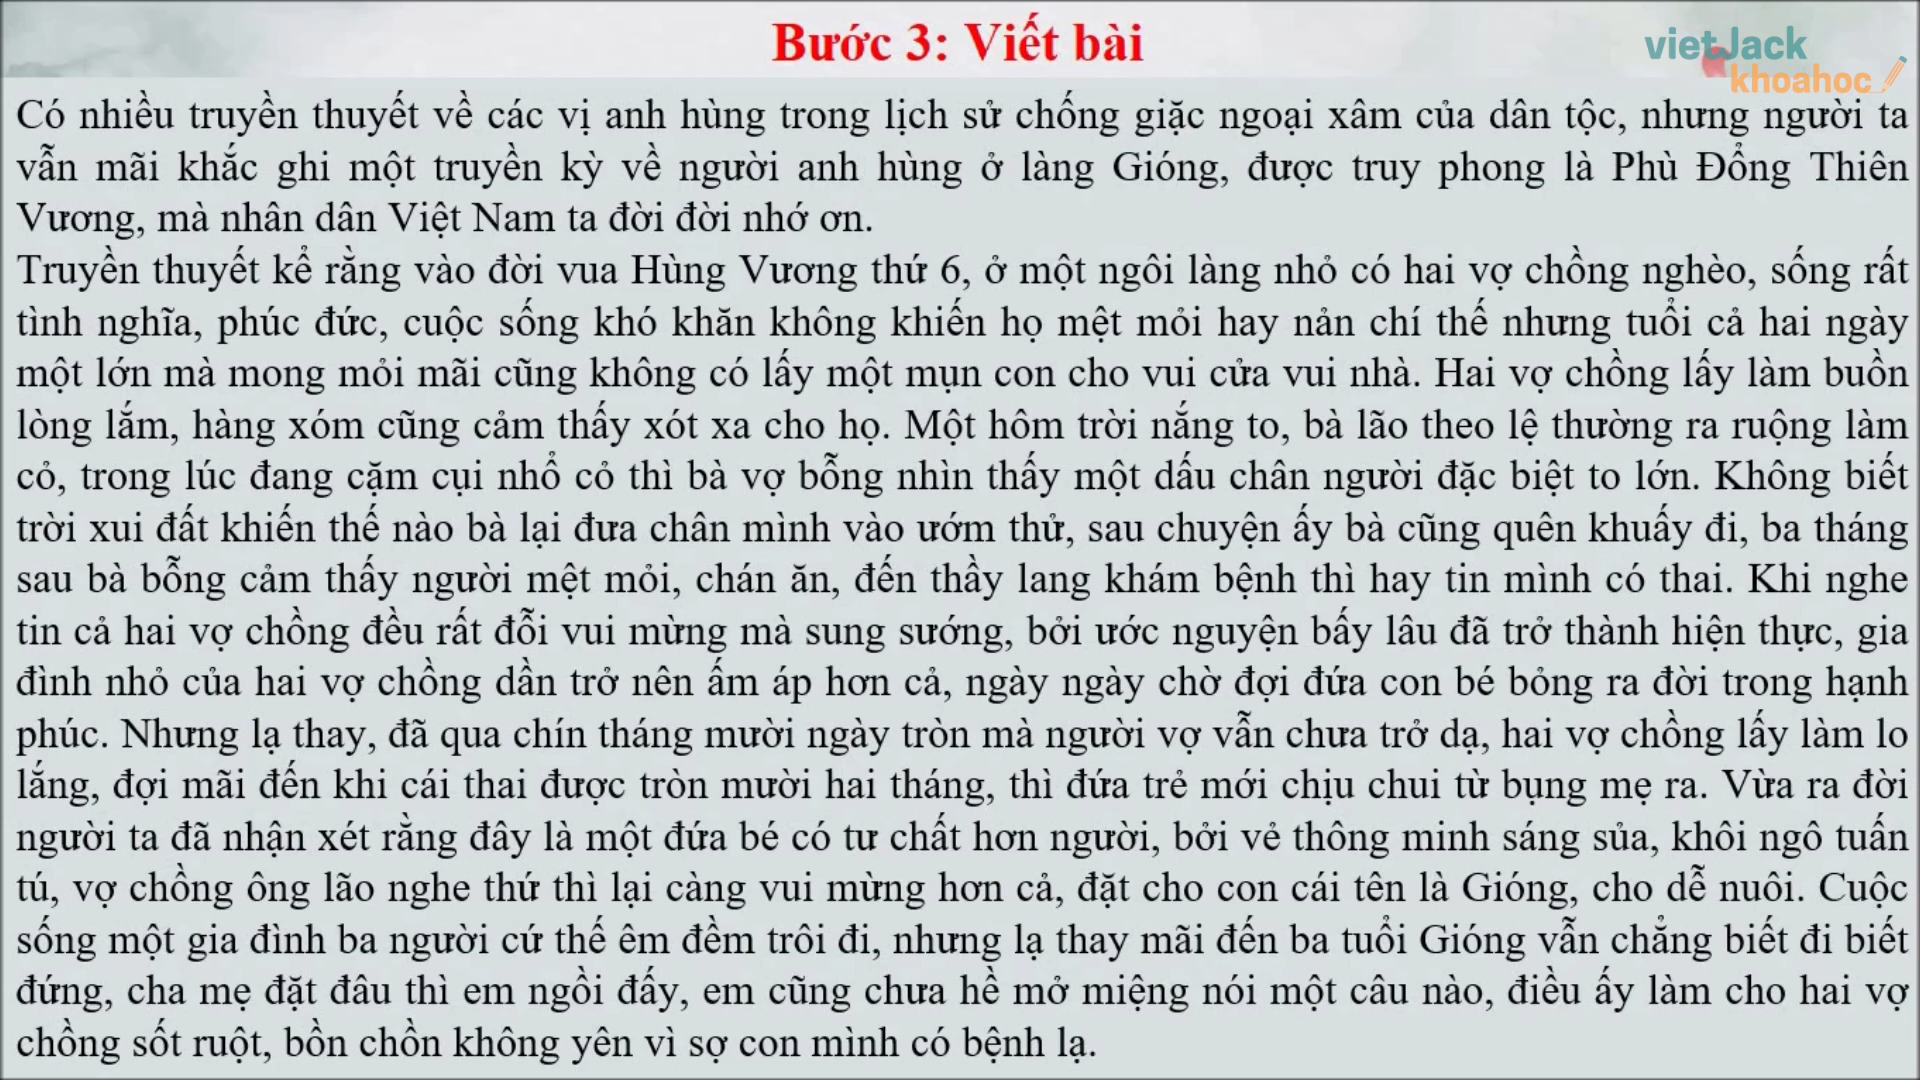 Bước 3: Viết bài
vietJack
khoahoc
Có nhiều truyền thuyết về các vị anh hùng trong lịch sử chống giặc ngoại xâm của dân tộc, nhưng người ta
vẫn mãi khắc ghi một truyền kỳ về người anh hùng ở làng Gióng, được truy phong là Phù Đổng Thiên
Vương, mà nhân dân Việt Nam ta đời đời nhớ ơn.
Truyền thuyết kể rằng vào đời vua Hùng Vương thứ 6, ở một ngôi làng nhỏ có hai vợ chồng nghèo, sống rất
tình nghĩa, phúc đức, cuộc sống khó khăn không khiến họ mệt mỏi hay nản chí thế nhưng tuổi cả hai ngày
một lớn mà mong mỏi mãi cũng không có lấy một mụn con cho vui cửa vui nhà. Hai vợ chồng lấy làm buồn
lòng lắm, hàng xóm cũng cảm thấy xót xa cho họ. Một hôm trời nắng to, bà lão theo lệ thường ra ruộng làm
cỏ, trong lúc đang cặm cụi nhổ cỏ thì bà vợ bỗng nhìn thấy một dấu chân người đặc biệt to lớn. Không biết
trời xui đất khiến thế nào bà lại đưa chân mình vào ướm thử, sau chuyện ấy bà cũng quên khuấy đi, ba tháng
sau bà bỗng cảm thấy người mệt mỏi, chán ăn, đến thầy lang khám bệnh thì hay tin mình có thai. Khi nghe
tin cả hai vợ chồng đều rất đỗi vui mừng mà sung sướng, bởi ước nguyện bấy lâu đã trở thành hiện thực, gia
đình nhỏ của hai vợ chồng dần trở nên ấm áp hơn cả, ngày ngày chờ đợi đứa con bé bỏng ra đời trong hạnh
phúc. Nhưng lạ thay, đã qua chín tháng mười ngày tròn mà người vợ vẫn chưa trở dạ, hai vợ chồng lấy làm lo
lắng, đợi mãi đến khi cái thai được tròn mười hai tháng, thì đứa trẻ mới chịu chui từ bụng mẹ ra. Vừa ra đời
người ta đã nhận xét rằng đây là một đứa bé có tư chất hơn người, bởi vẻ thông minh sáng sủa, khôi ngô tuấn
tú, vợ chồng ông lão nghe thứ thì lại càng vui mừng hơn cả, đặt cho con cái tên là Gióng, cho dễ nuôi. Cuộc
sống một gia đình ba người cứ thế êm đềm trôi đi, nhưng lạ thay mãi đến ba tuổi Gióng vẫn chẳng biết đi biết
đứng, cha mẹ đặt đâu thì em ngồi đấy, em cũng chưa hề mở miệng nói một câu nào, điều ấy làm cho hai vợ
chồng sốt ruột, bồn chồn không yên vì sợ con mình có bệnh lạ.